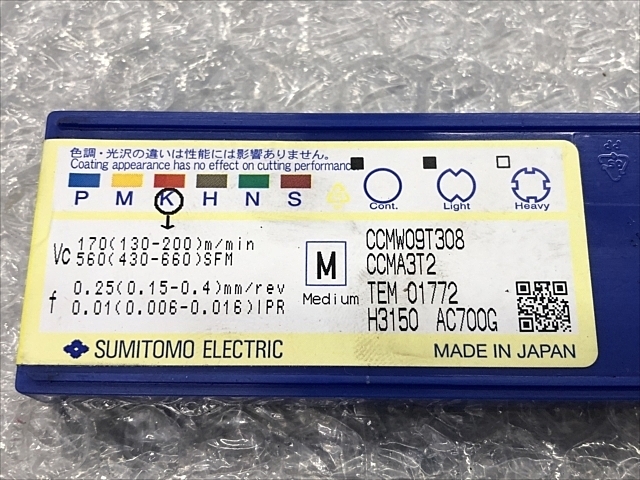 色調・光沢の違いは性能には影響ありません。
Coating appearance has no effect on cutting performance.
P M K H N S
Cont. Light Heavy
Vc 170(130-200)m/min
560(430-660)SFM
f 0.25(0.15-0.4)mm/rev
0.01(0.006-0.016)IPR
M
Medium
CCMW09T308
CCMA3T2
TEM 01772
H3150 AC700G
SUMITOMO ELECTRIC
MADE IN JAPAN